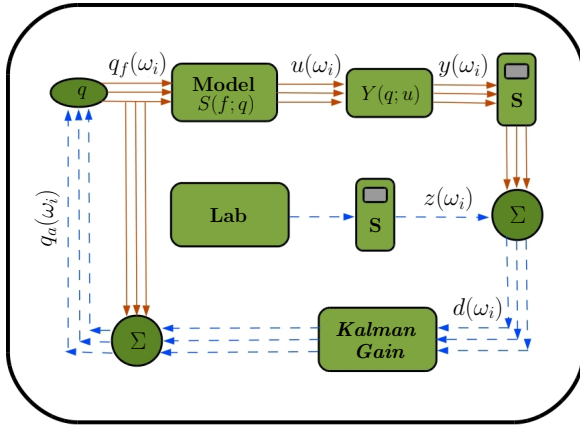 q_f(ω_i)
u(ω_i)
y(ω_i)
q
Model
S(f; q)
Y(q; u)
S
q_a(ω_i)
Lab
S
z(ω_i)
Σ
d(ω_i)
Σ
Kalman
Gain